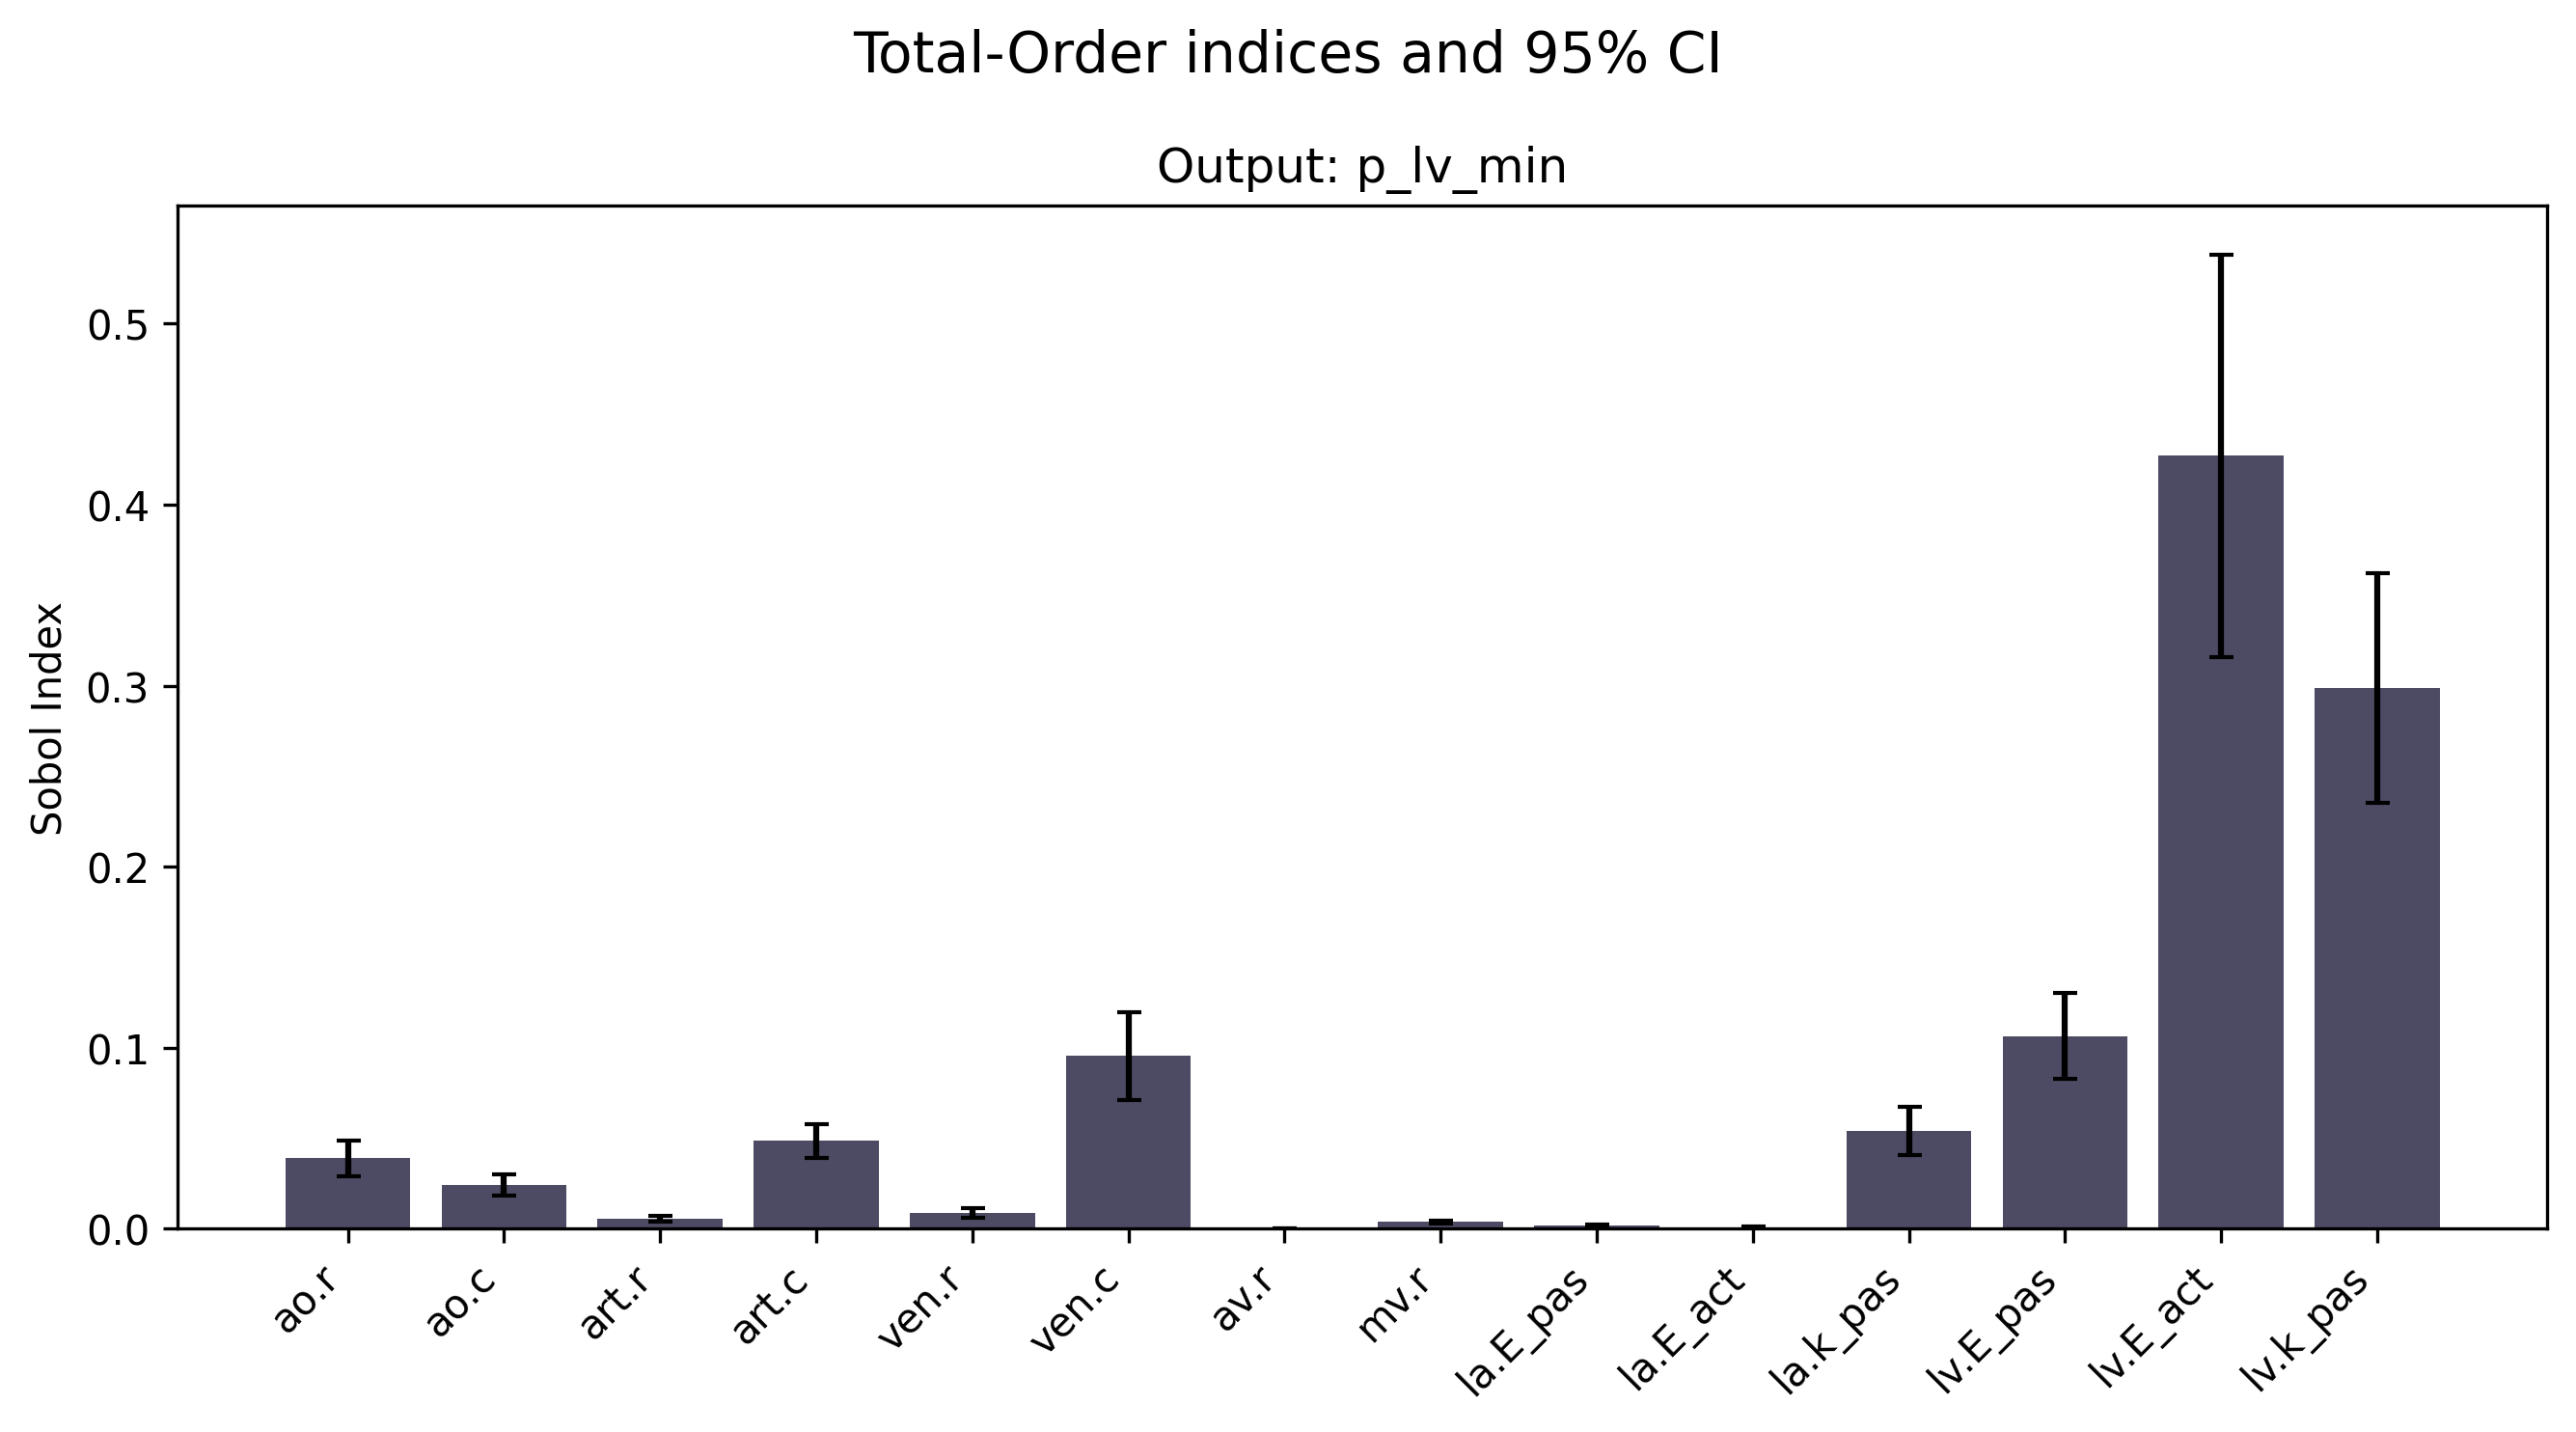 Total-Order indices and 95% CI
Output: p_lv_min
Sobol Index
0.5
0.4
0.3
0.2
0.1
0.0
ao.r
ao.c
art.r
art.c
ven.r
ven.c
av.r
mv.r
la.E_pas
la.E_act
la.k_pas
lv.E_pas
lv.E_act
lv.k_pas